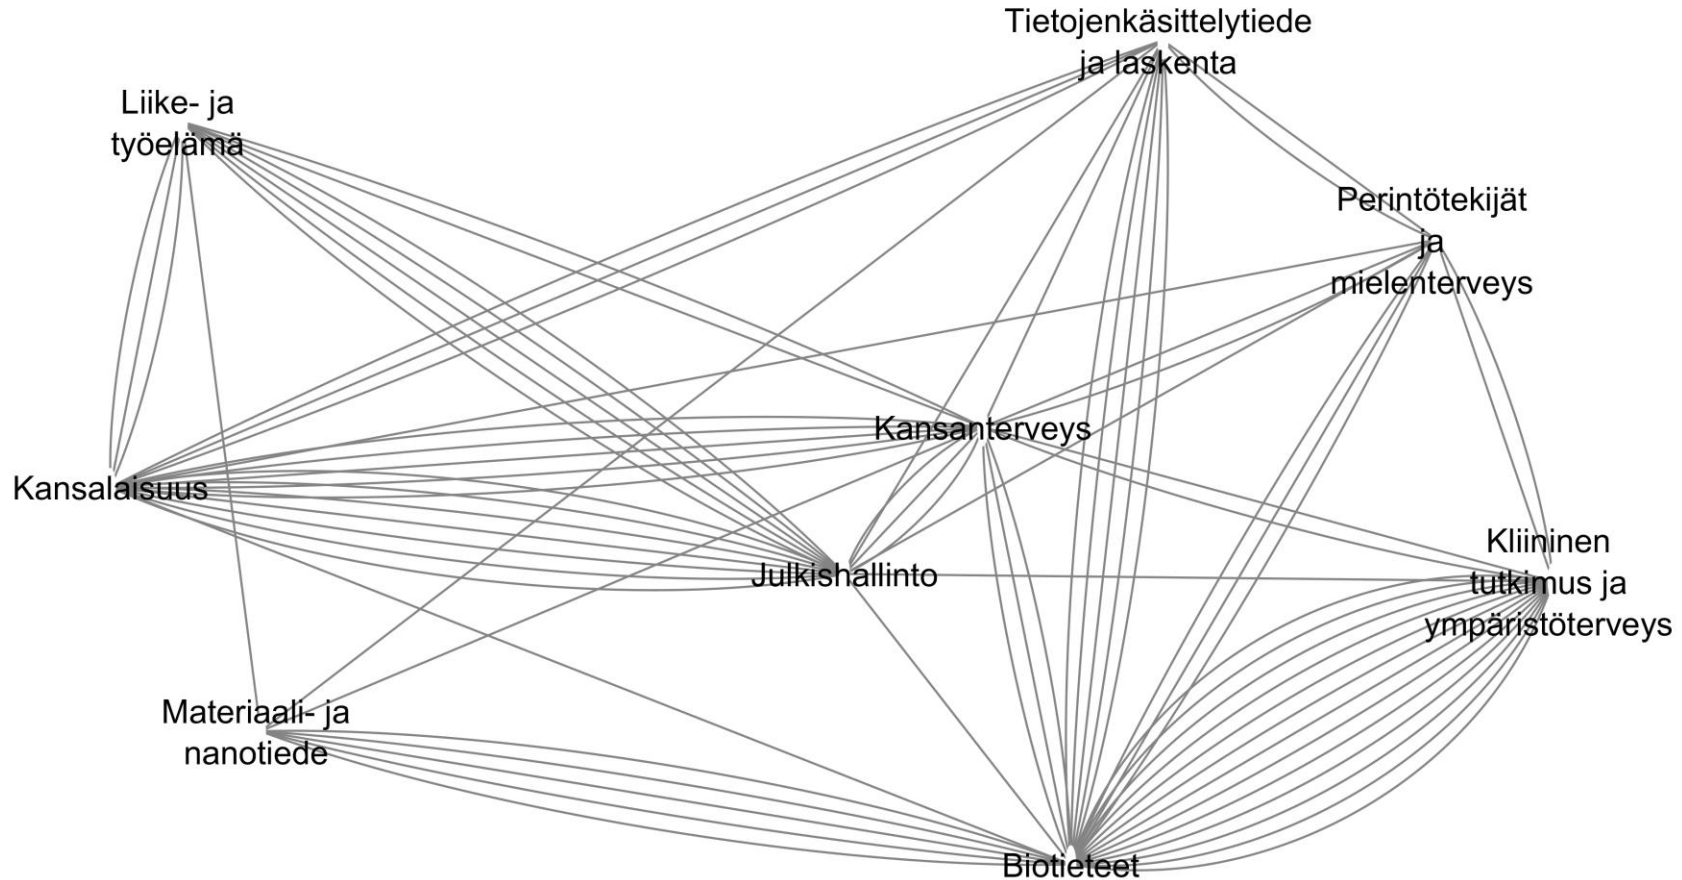 Tietojenkäsittelytiede
ja laskenta
Liike- ja
työelämä
Perintötekijät
ja
mielenterveys
Kansanterveys
Kansalaisuus
Kliininen
tutkimus ja
ympäristöterveys
Julkishallinto
Materiaali- ja
nanotiede
Biotieteet